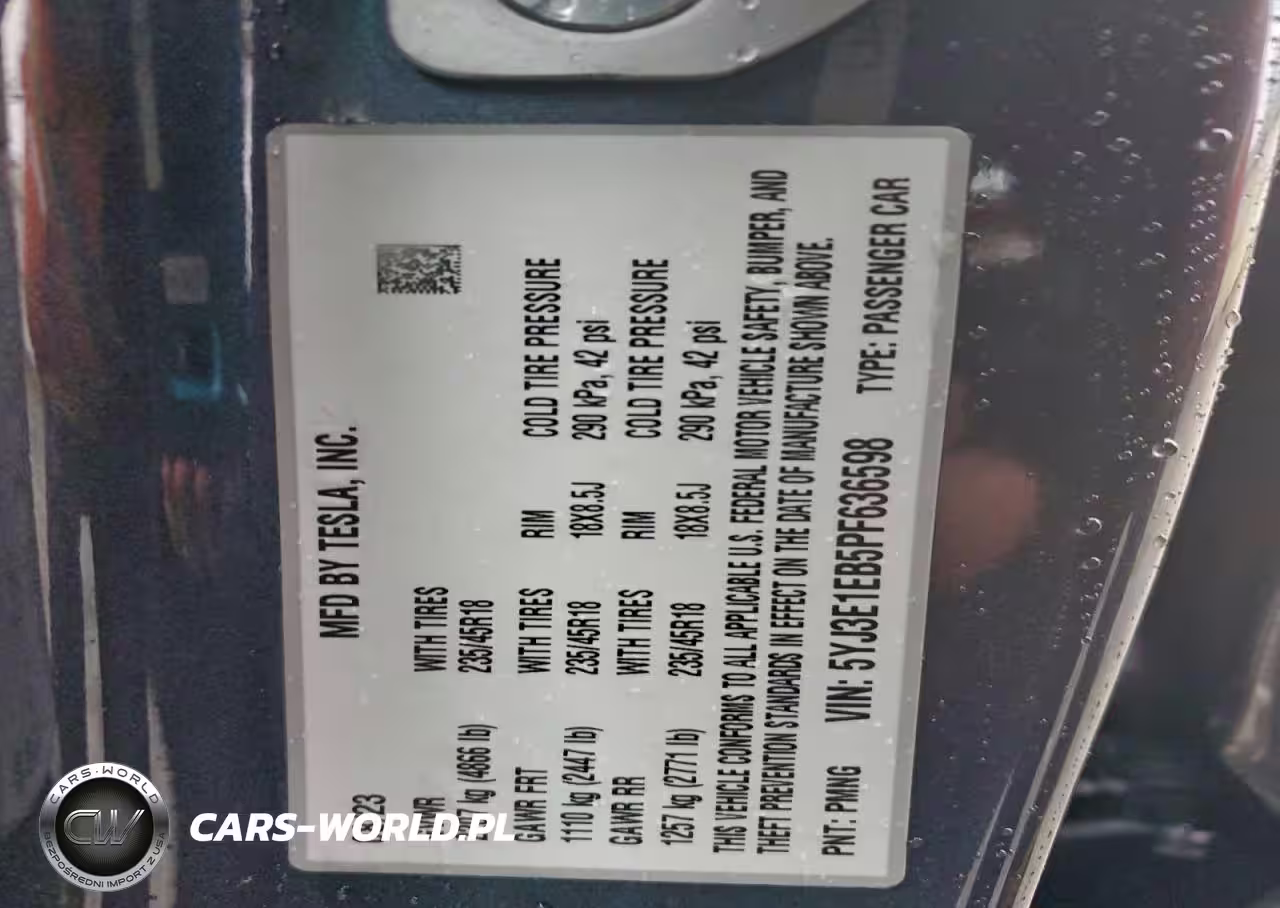 MFD BY TESLA, INC.
23
WITH TIRES
kg (4866 lb) 235/45R18
GAWR FRT WITH TIRES RIM COLD TIRE PRESSURE
1110 kg (2447 lb) 235/45R18 18X8.5J 290 kPa, 42 psi
GAWR RR WITH TIRES RIM COLD TIRE PRESSURE
1257 kg (2771 lb) 235/45R18 18X8.5J 290 kPa, 42 psi
THIS VEHICLE CONFORMS TO ALL APPLICABLE U.S. FEDERAL MOTOR VEHICLE SAFETY, BUMPER, AND
THEFT PREVENTION STANDARDS IN EFFECT ON THE DATE OF MANUFACTURE SHOWN ABOVE.
PNT: PMNG VIN: 5YJ3E1EB5PF636598 TYPE: PASSENGER CAR
CARS-WORLD
CW
BEZPOŚREDNI IMPORT Z USA
CARS-WORLD.PL